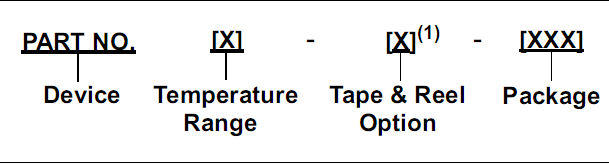 PART NO. [X] - [X](1) - [XXX]
Device Temperature Range Tape & Reel Option Package